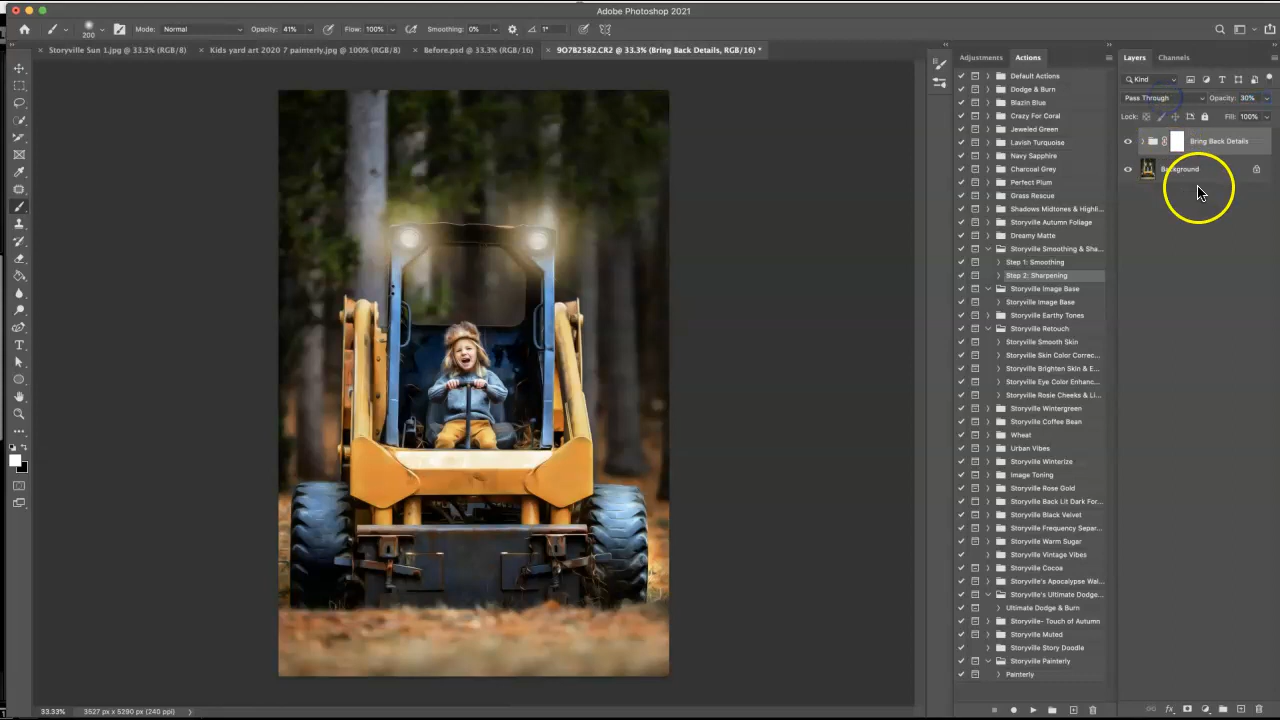 Adobe Photoshop 2021
200 Mode: Normal Opacity: 41% Flow: 100% Smoothing: 0% 1°
Storyville Sun 1.jpg @ 33.3% (RGB/8) Kids yard art 2020 7 painterly.jpg @ 100% (RGB/8) Before.psd @ 33.3% (RGB/16) 9O7B2582.CR2 @ 33.3% (Bring Back Details, RGB/16) *
Adjustments Actions
Default Actions
Dodge & Burn
Blazin Blue
Crazy For Coral
Jeweled Green
Lavish Turquoise
Navy Sapphire
Charcoal Grey
Perfect Plum
Grass Rescue
Shadows Midtones & Highli...
Storyville Autumn Foliage
Dreamy Matte
Storyville Smoothing & Sha...
Step 1: Smoothing
Step 2: Sharpening
Storyville Image Base
Storyville Image Base
Storyville Earthy Tones
Storyville Retouch
Storyville Smooth Skin
Storyville Skin Color Correc...
Storyville Brighten Skin & E...
Storyville Eye Color Enhanc...
Storyville Rosie Cheeks & Li...
Storyville Wintergreen
Storyville Coffee Bean
Wheat
Urban Vibes
Storyville Winterize
Image Toning
Storyville Rose Gold
Storyville Back Lit Dark For...
Storyville Black Velvet
Storyville Frequency Separ...
Storyville Warm Sugar
Storyville Vintage Vibes
Storyville Cocoa
Storyville's Apocalypse Wal...
Storyville's Ultimate Dodge...
Ultimate Dodge & Burn
Storyville- Touch of Autumn
Storyville Muted
Storyville Story Doodle
Storyville Painterly
Painterly
Layers Channels
Kind
Pass Through Opacity: 30%
Lock: Fill: 100%
Bring Back Details
Background
33.33% 3527 px x 5290 px (240 ppi)